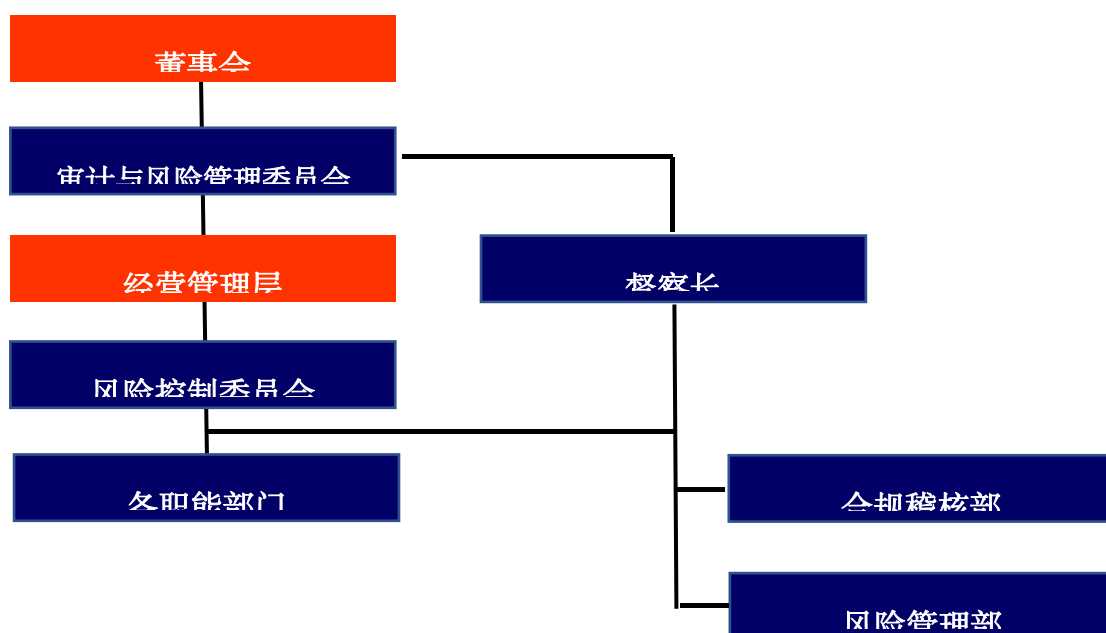 董事会
审计与风险管理委员会
经营管理层
督察长
风险控制委员会
各职能部门
合规稽核部
风险管理部